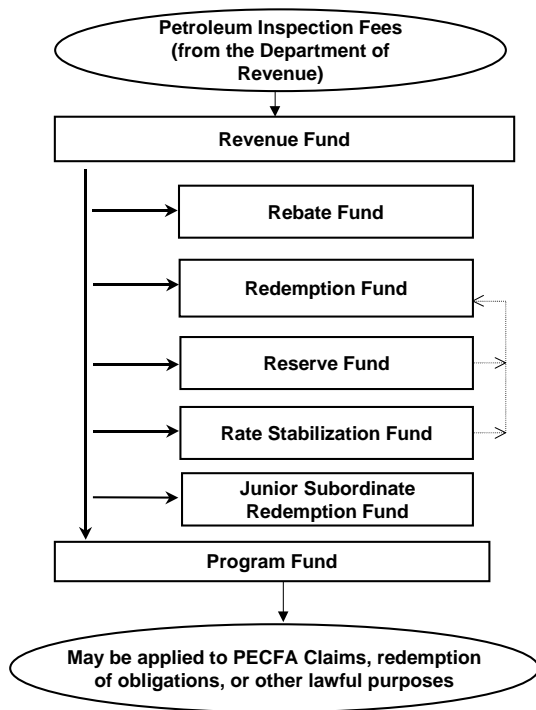 Petroleum Inspection Fees
(from the Department of
Revenue)
Revenue Fund
Rebate Fund
Redemption Fund
Reserve Fund
Rate Stabilization Fund
Junior Subordinate
Redemption Fund
Program Fund
May be applied to PECFA Claims, redemption
of obligations, or other lawful purposes